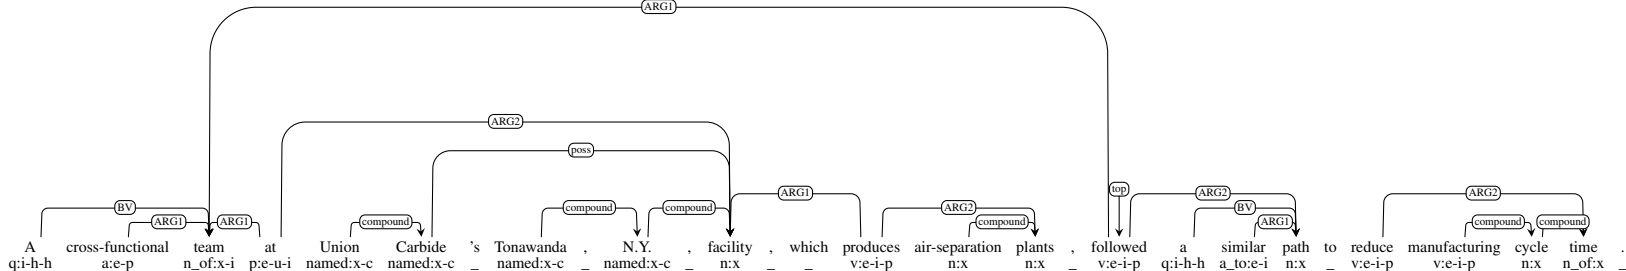 ARG1
ARG2
poss
top
BV ARG1 ARG1 compound compound compound ARG1 ARG2 compound ARG2 BV ARG1 ARG2 compound compound
A cross-functional team at Union Carbide 's Tonawanda , N.Y. , facility , which produces air-separation plants , followed a similar path to reduce manufacturing cycle time .
q:i-h-h a:e-p n_of:x-i p:e-u-i named:x-c named:x-c _ named:x-c _ named:x-c _ n:x _ _ v:e-i-p n:x n:x _ v:e-i-p q:i-h-h a_to:e-i n:x _ v:e-i-p v:e-i-p n:x n_of:x _